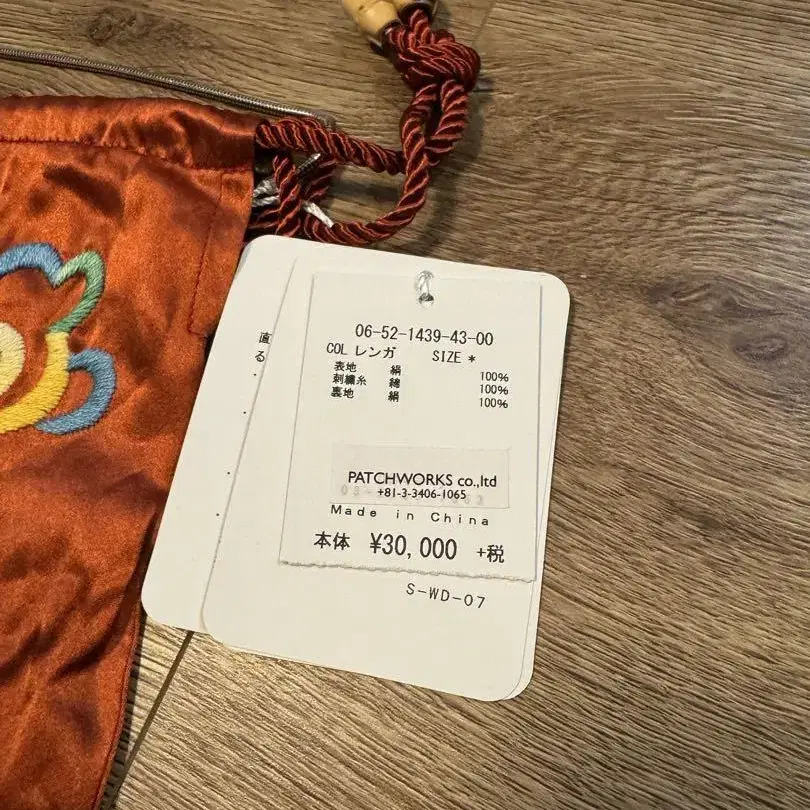 直
る
06-52-1439-43-00
COL レンガ SIZE *
表地 絹 100%
刺繍糸 綿 100%
裏地 絹 100%
PATCHWORKS co.,ltd
+81-3-3406-1065
Made in China
本体 ¥30,000 +税
S-WD-07